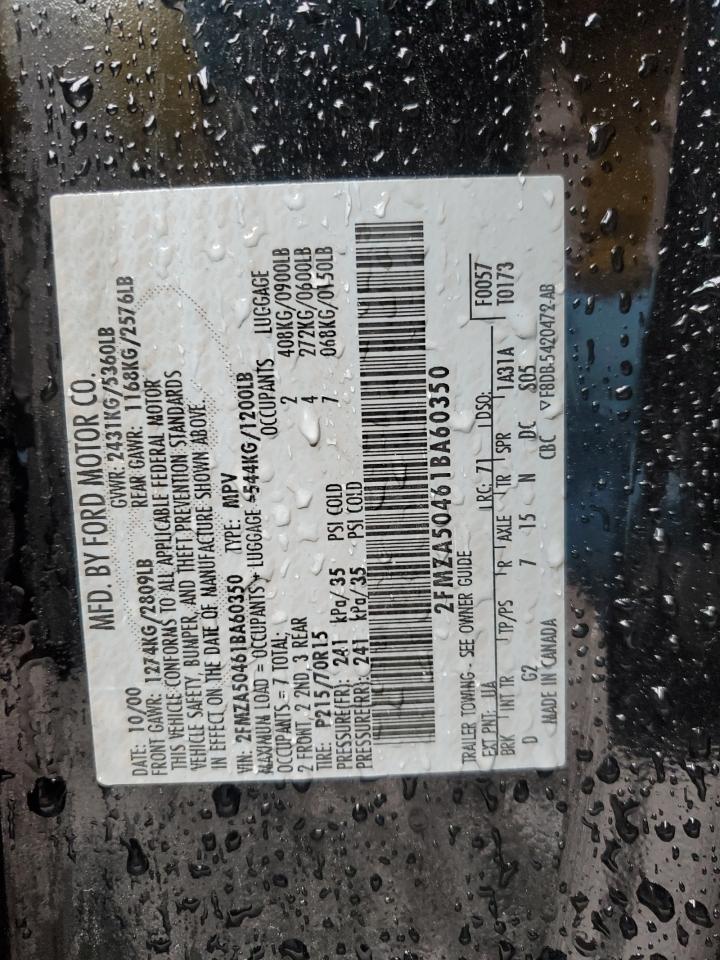 MFD. BY FORD MOTOR CO.
DATE: 10/00 GVWR: 2431KG/5360LB
FRONT GAWR: 1274KG/2809LB REAR GAWR: 1168KG/2576LB
THIS VEHICLE CONFORMS TO ALL APPLICABLE FEDERAL MOTOR
VEHICLE SAFETY, BUMPER, AND THEFT PREVENTION STANDARDS
IN EFFECT ON THE DATE OF MANUFACTURE SHOWN ABOVE.
VIN: 2FMZA50461BA60350 TYPE: MPV
MAXIMUM LOAD = OCCUPANTS + LUGGAGE = 544KG/1200LB
OCCUPANTS = 7 TOTAL; OCCUPANTS LUGGAGE
2 FRONT, 2 2ND, 3 REAR 2 408KG/0900LB
TIRE: P215/70R15 4 272KG/0600LB
PRESSURE(FR): 241 kPa/ 35 PSI COLD 7 068KG/0150LB
PRESSURE(RR): 241 kPa/ 35 PSI COLD
2FMZA50461BA60350
TRAILER TOWING - SEE OWNER GUIDE F0057
EXT PNT: UA RC: 71 DSO: T0173
BRK INT TR TP/PS R AXLE TR SPR 1A31A
D G2 7 15 N DC 805
MADE IN CANADA CBC ▽F8DB-5420472-AB